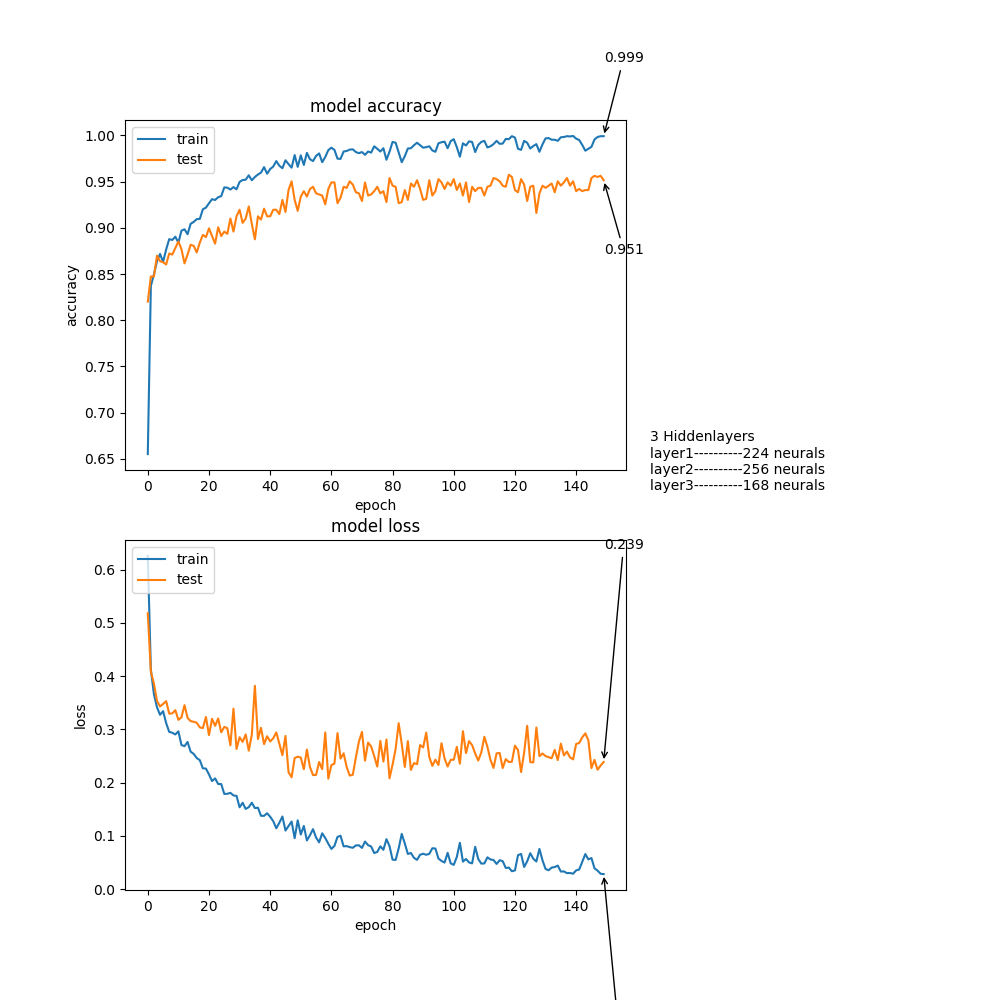 0.999
model accuracy
train
test
1.00
0.95
0.90
0.85
0.80
0.75
0.70
0.65
accuracy
0.951
0 20 40 60 80 100 120 140
epoch
3 Hiddenlayers
layer1----------224 neurals
layer2----------256 neurals
layer3----------168 neurals
model loss
0.239
train
test
0.6
0.5
0.4
0.3
0.2
0.1
0.0
loss
0 20 40 60 80 100 120 140
epoch